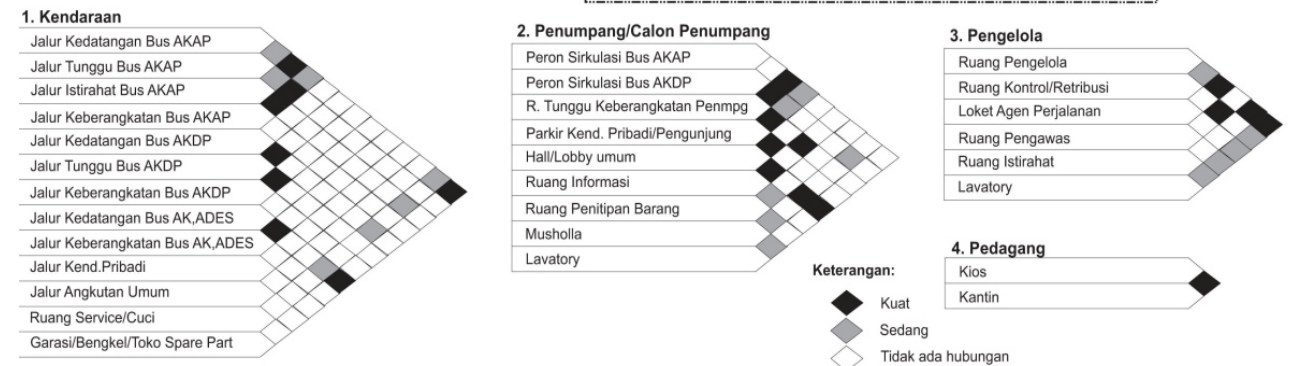 1. Kendaraan
Jalur Kedatangan Bus AKAP
Jalur Tunggu Bus AKAP
Jalur Istirahat Bus AKAP
Jalur Keberangkatan Bus AKAP
Jalur Kedatangan Bus AKDP
Jalur Tunggu Bus AKDP
Jalur Keberangkatan Bus AKDP
Jalur Kedatangan Bus AK,ADES
Jalur Keberangkatan Bus AK,ADES
Jalur Kend.Pribadi
Jalur Angkutan Umum
Ruang Service/Cuci
Garasi/Bengkel/Toko Spare Part
2. Penumpang/Calon Penumpang
Peron Sirkulasi Bus AKAP
Peron Sirkulasi Bus AKDP
R. Tunggu Keberangkatan Penmpg
Parkir Kend. Pribadi/Pengunjung
Hall/Lobby umum
Ruang Informasi
Ruang Penitipan Barang
Musholla
Lavatory
3. Pengelola
Ruang Pengelola
Ruang Kontrol/Retribusi
Loket Agen Perjalanan
Ruang Pengawas
Ruang Istirahat
Lavatory
4. Pedagang
Kios
Kantin
Keterangan:
Kuat
Sedang
Tidak ada hubungan